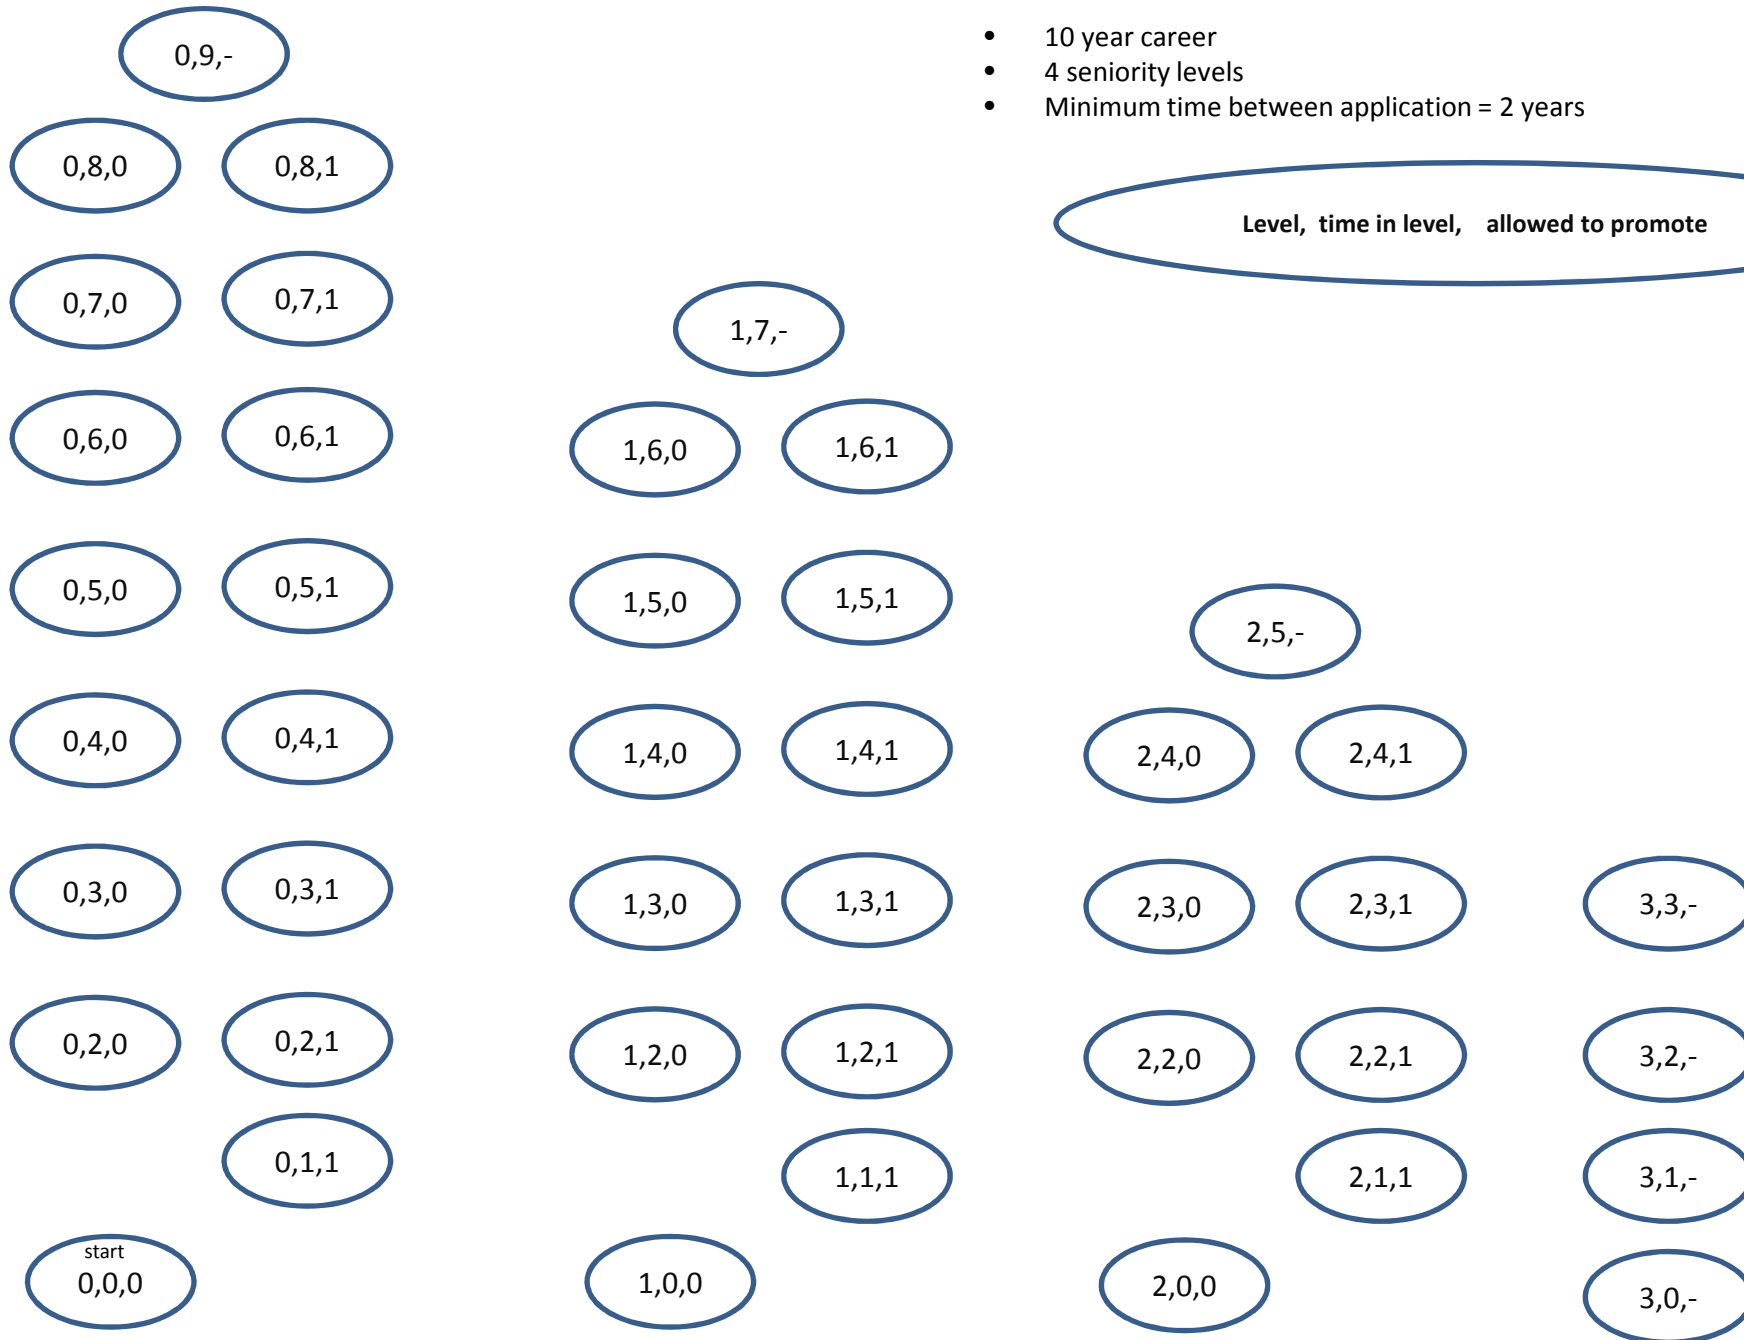 • 10 year career
• 4 seniority levels
• Minimum time between application = 2 years
Level, time in level, allowed to promote
0,9,-
0,8,0 0,8,1
0,7,0 0,7,1
1,7,-
0,6,0 0,6,1 1,6,0 1,6,1
0,5,0 0,5,1 1,5,0 1,5,1
2,5,-
0,4,0 0,4,1 1,4,0 1,4,1 2,4,0 2,4,1
0,3,0 0,3,1 1,3,0 1,3,1 2,3,0 2,3,1 3,3,-
0,2,0 0,2,1 1,2,0 1,2,1 2,2,0 2,2,1 3,2,-
0,1,1 1,1,1 2,1,1 3,1,-
start
0,0,0 1,0,0 2,0,0 3,0,-